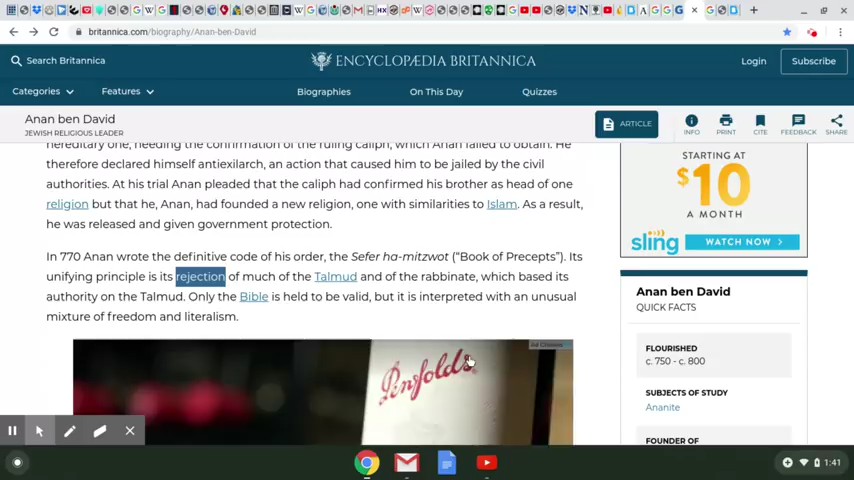 britannica.com/biography/Anan-ben-David
Search Britannica
ENCYCLOPÆDIA BRITANNICA
Login
Subscribe
Categories
Features
Biographies
On This Day
Quizzes
Anan ben David
JEWISH RELIGIOUS LEADER
ARTICLE
INFO
PRINT
CITE
FEEDBACK
SHARE
hereditary one, needing the confirmation of the ruling caliph, which Anan failed to obtain. He
therefore declared himself antiexilarch, an action that caused him to be jailed by the civil
authorities. At his trial Anan pleaded that the caliph had confirmed his brother as head of one
religion but that he, Anan, had founded a new religion, one with similarities to Islam. As a result,
he was released and given government protection.
In 770 Anan wrote the definitive code of his order, the Sefer ha-mitzwot (“Book of Precepts”). Its
unifying principle is its rejection of much of the Talmud and of the rabbinate, which based its
authority on the Talmud. Only the Bible is held to be valid, but it is interpreted with an unusual
mixture of freedom and literalism.
Penfolds
STARTING AT
$10
A MONTH
sling
WATCH NOW
Anan ben David
QUICK FACTS
FLOURISHED
c. 750 - c. 800
SUBJECTS OF STUDY
Ananite
FOUNDER OF
1:41